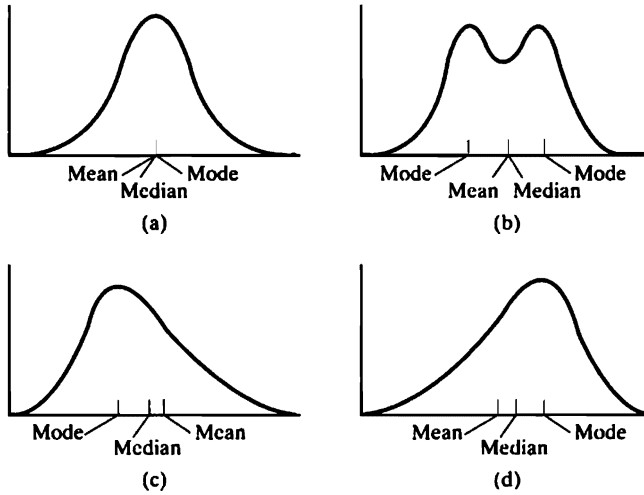 Mean Mode
Median
(a)
Mode Mode
Mean Median
(b)
Mode Mean
Median
(c)
Mean Mode
Median
(d)